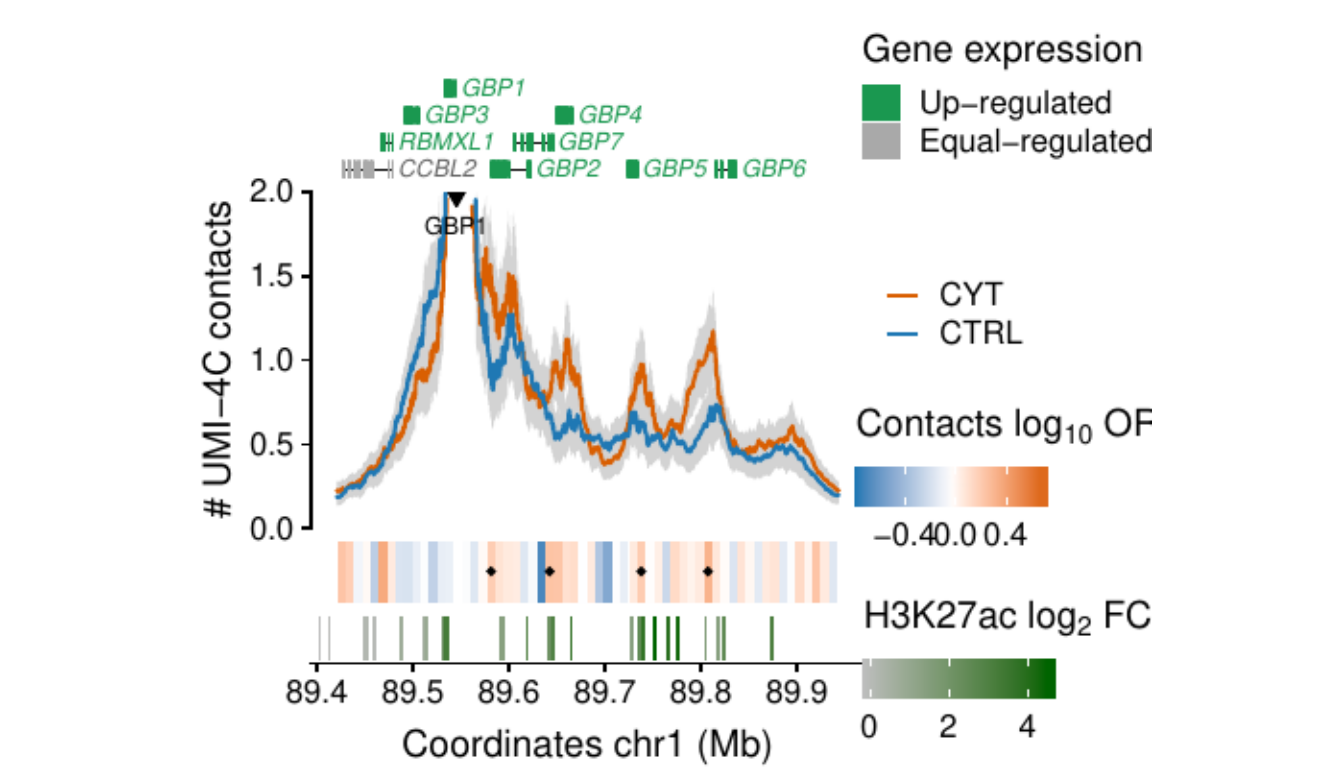 Gene expression
Up−regulated
Equal−regulated
GBP1
GBP3 GBP4
RBMXL1 GBP7
CCBL2 GBP2 GBP5 GBP6
2.0
GBP1
1.5
1.0
0.5
0.0
# UMI−4C contacts
CYT
CTRL
Contacts log10 OR
−0.4 0.0 0.4
H3K27ac log2 FC
0 2 4
89.4 89.5 89.6 89.7 89.8 89.9
Coordinates chr1 (Mb)